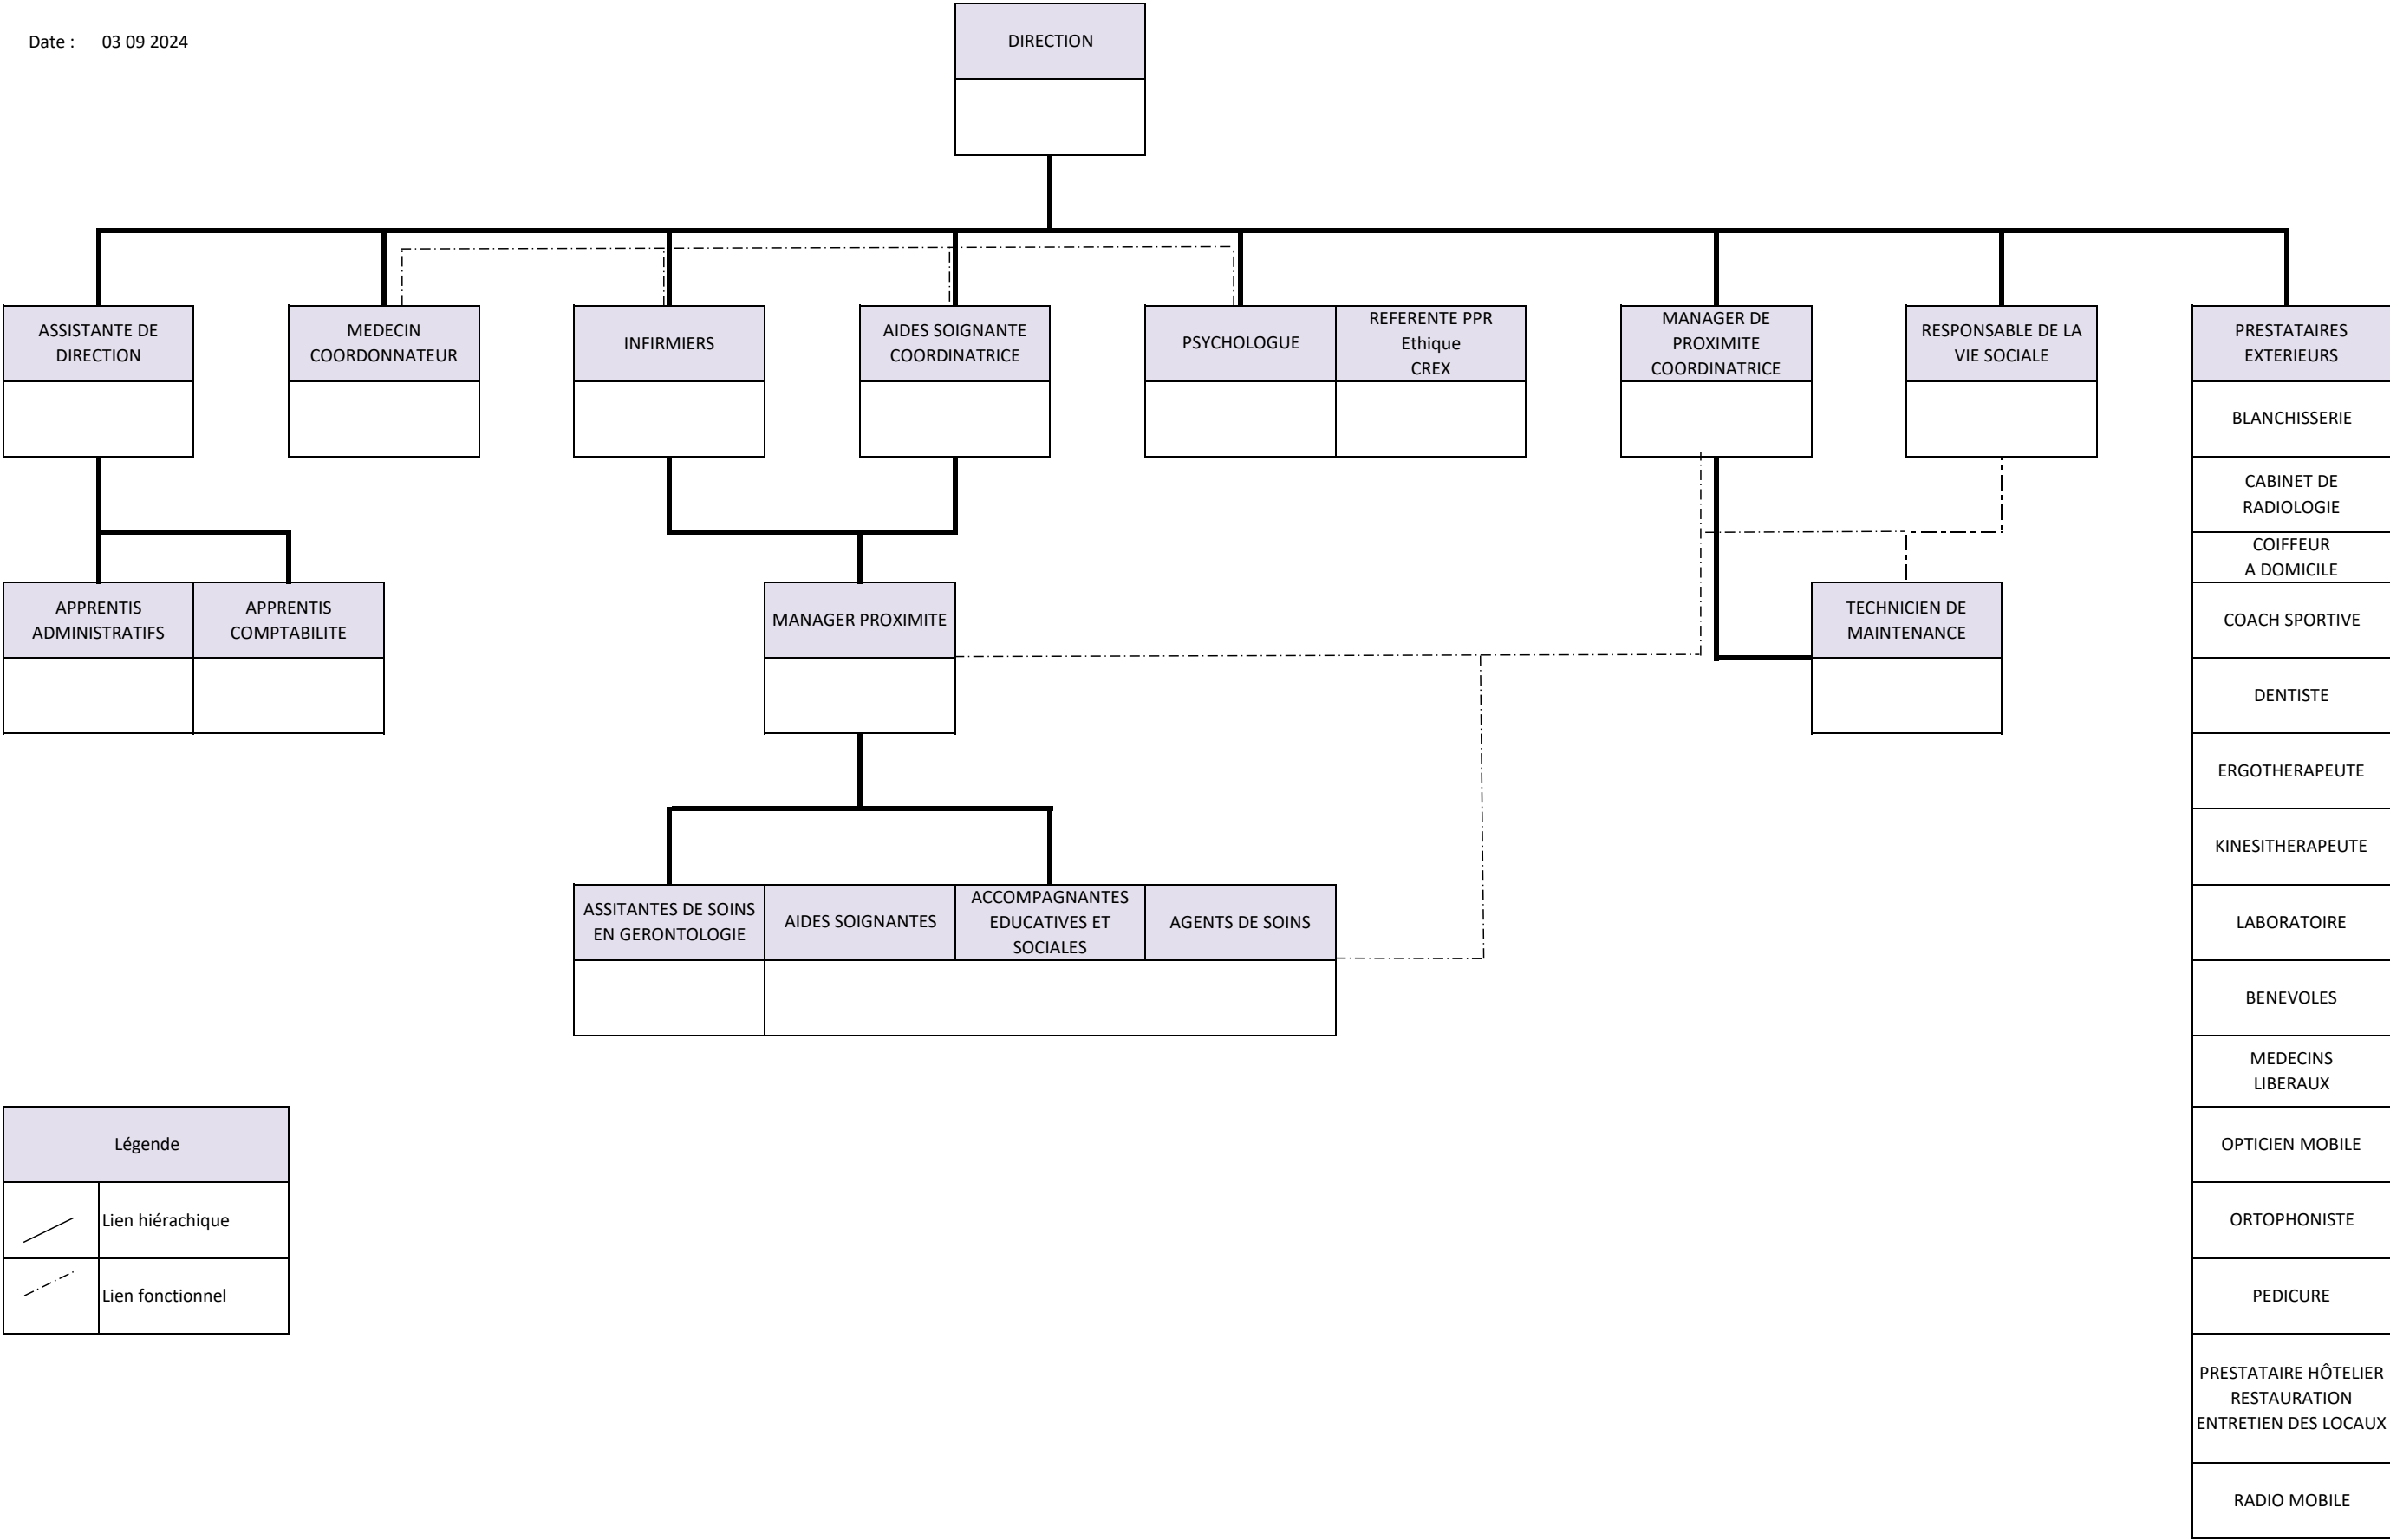 Date : 03 09 2024
DIRECTION
ASSISTANTE DE
DIRECTION
MEDECIN
COORDONNATEUR
INFIRMIERS
AIDES SOIGNANTE
COORDINATRICE
PSYCHOLOGUE
REFERENTE PPR
Ethique
CREX
MANAGER DE
PROXIMITE
COORDINATRICE
RESPONSABLE DE LA
VIE SOCIALE
PRESTATAIRES
EXTERIEURS
BLANCHISSERIE
CABINET DE
RADIOLOGIE
COIFFEUR
A DOMICILE
COACH SPORTIVE
DENTISTE
ERGOTHERAPEUTE
KINESITHERAPEUTE
LABORATOIRE
BENEVOLES
MEDECINS
LIBERAUX
OPTICIEN MOBILE
ORTOPHONISTE
PEDICURE
PRESTATAIRE HÔTELIER
RESTAURATION
ENTRETIEN DES LOCAUX
RADIO MOBILE
APPRENTIS
ADMINISTRATIFS
APPRENTIS
COMPTABILITE
MANAGER PROXIMITE
TECHNICIEN DE
MAINTENANCE
ASSITANTES DE SOINS
EN GERONTOLOGIE
AIDES SOIGNANTES
ACCOMPAGNANTES
EDUCATIVES ET
SOCIALES
AGENTS DE SOINS
Légende
Lien hiérachique
Lien fonctionnel